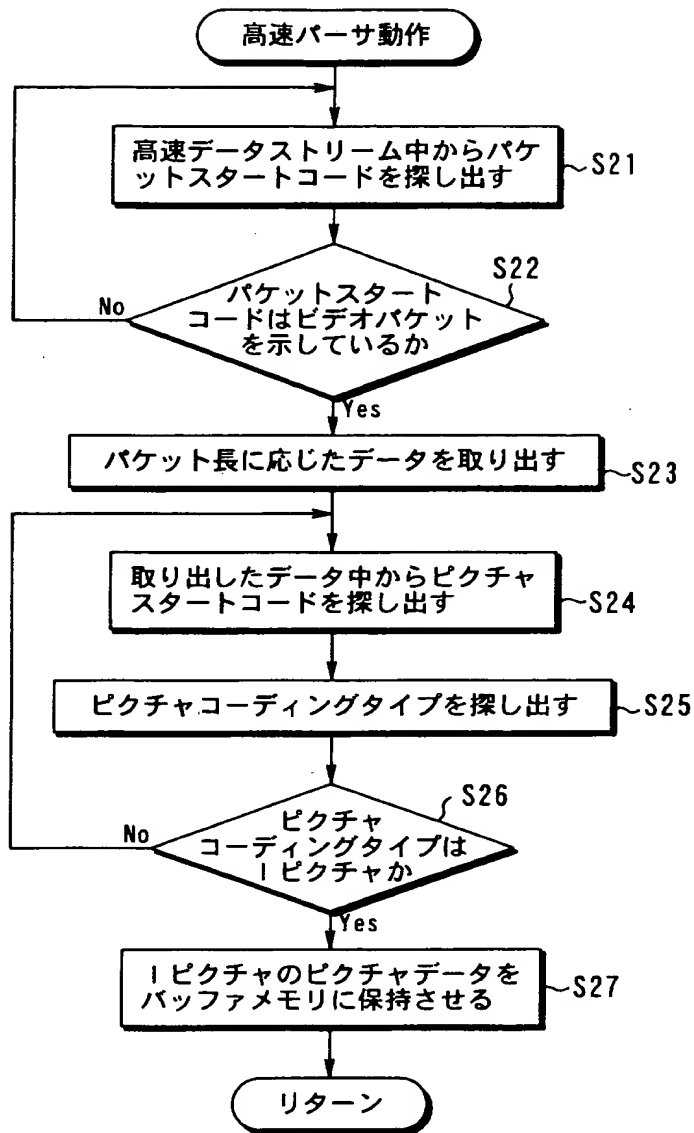 高速パーサ動作
高速データストリーム中からパケ
ットスタートコードを探し出す
S21
S22
パケットスタート
コードはビデオパケット
を示しているか
No
Yes
パケット長に応じたデータを取り出す
S23
取り出したデータ中からピクチャ
スタートコードを探し出す
S24
ピクチャコーディングタイプを探し出す
S25
S26
ピクチャ
コーディングタイプは
Iピクチャか
No
Yes
Iピクチャのピクチャデータを
バッファメモリに保持させる
S27
リターン